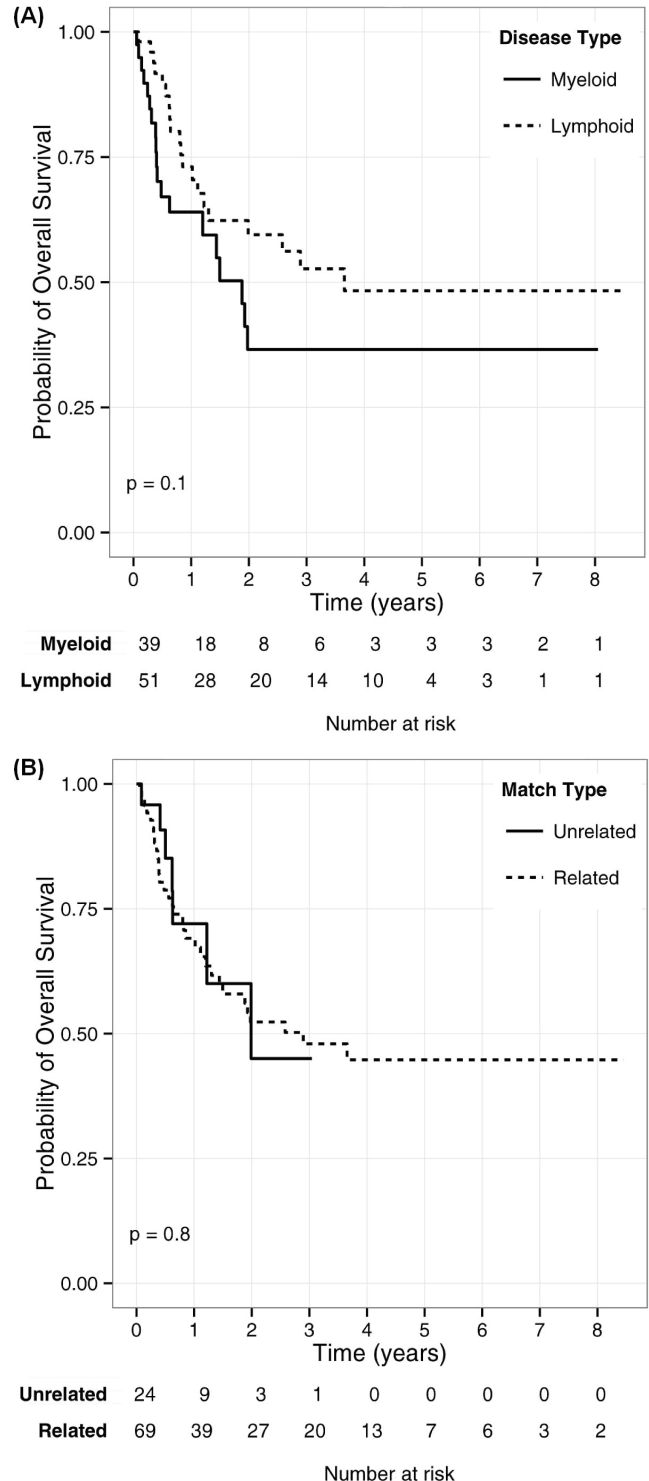 (A)
Probability of Overall Survival
1.00
0.75
0.50
0.25
0.00
Disease Type
Myeloid
Lymphoid
p = 0.1
0 1 2 3 4 5 6 7 8
Time (years)
Myeloid 39 18 8 6 3 3 3 2 1
Lymphoid 51 28 20 14 10 4 3 1 1
Number at risk
(B)
Probability of Overall Survival
1.00
0.75
0.50
0.25
0.00
Match Type
Unrelated
Related
p = 0.8
0 1 2 3 4 5 6 7 8
Time (years)
Unrelated 24 9 3 1 0 0 0 0 0
Related 69 39 27 20 13 7 6 3 2
Number at risk